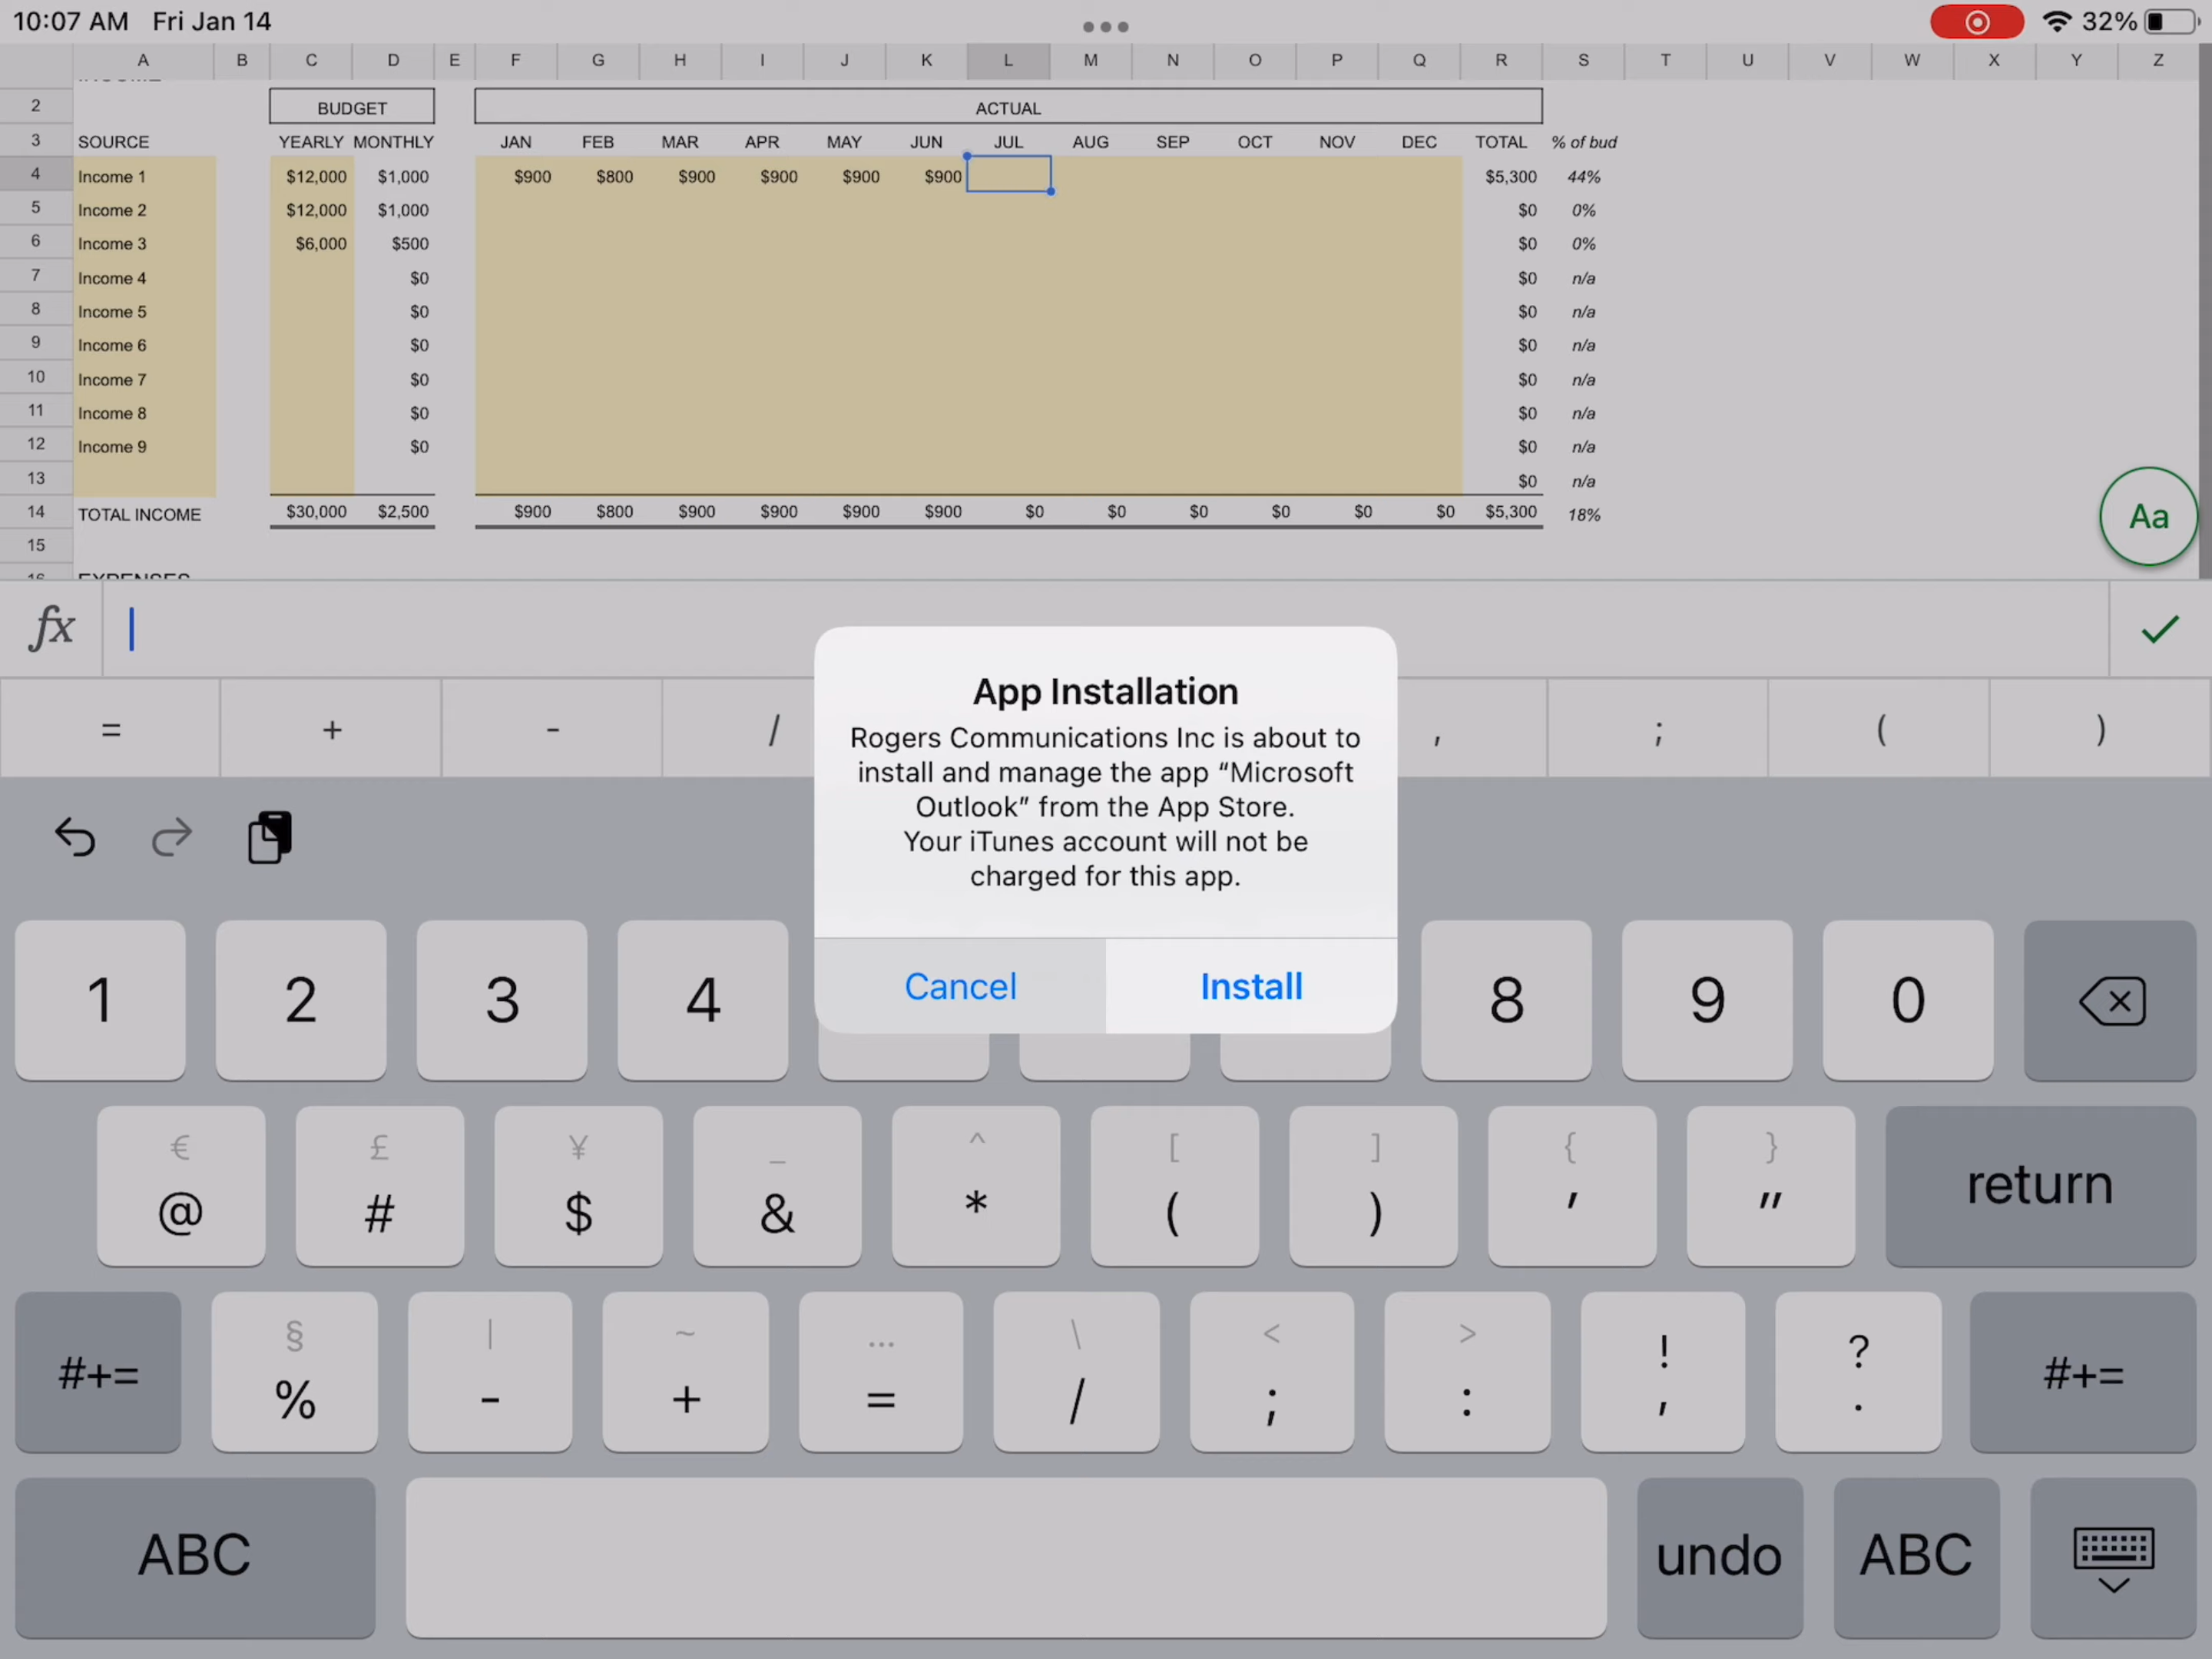 10:07 AM Fri Jan 14 32%
A B C D E F G H I J K L M N O P Q R S T U V W X Y Z
2 BUDGET ACTUAL
3 SOURCE YEARLY MONTHLY JAN FEB MAR APR MAY JUN JUL AUG SEP OCT NOV DEC TOTAL % of bud
4 Income 1 $12,000 $1,000 $900 $800 $900 $900 $900 $900 $5,300 44%
5 Income 2 $12,000 $1,000 $0 0%
6 Income 3 $6,000 $500 $0 0%
7 Income 4 $0 $0 n/a
8 Income 5 $0 $0 n/a
9 Income 6 $0 $0 n/a
10 Income 7 $0 $0 n/a
11 Income 8 $0 $0 n/a
12 Income 9 $0 $0 n/a
13 $0 n/a
14 TOTAL INCOME $30,000 $2,500 $900 $800 $900 $900 $900 $900 $0 $0 $0 $0 $0 $0 $5,300 18%
Aa
15
16 EXPENSES
fx
= + - / , ; ( )
App Installation
Rogers Communications Inc is about to
install and manage the app “Microsoft
Outlook” from the App Store.
Your iTunes account will not be
charged for this app.
Cancel Install
1 2 3 4 8 9 0
€ £ ¥ _ ^ [ ] { }
@ # $ & * ( ) ' " return
§ | ~ … \ < > ! ?
#+= % - + = / ; : , . #+=
ABC undo ABC